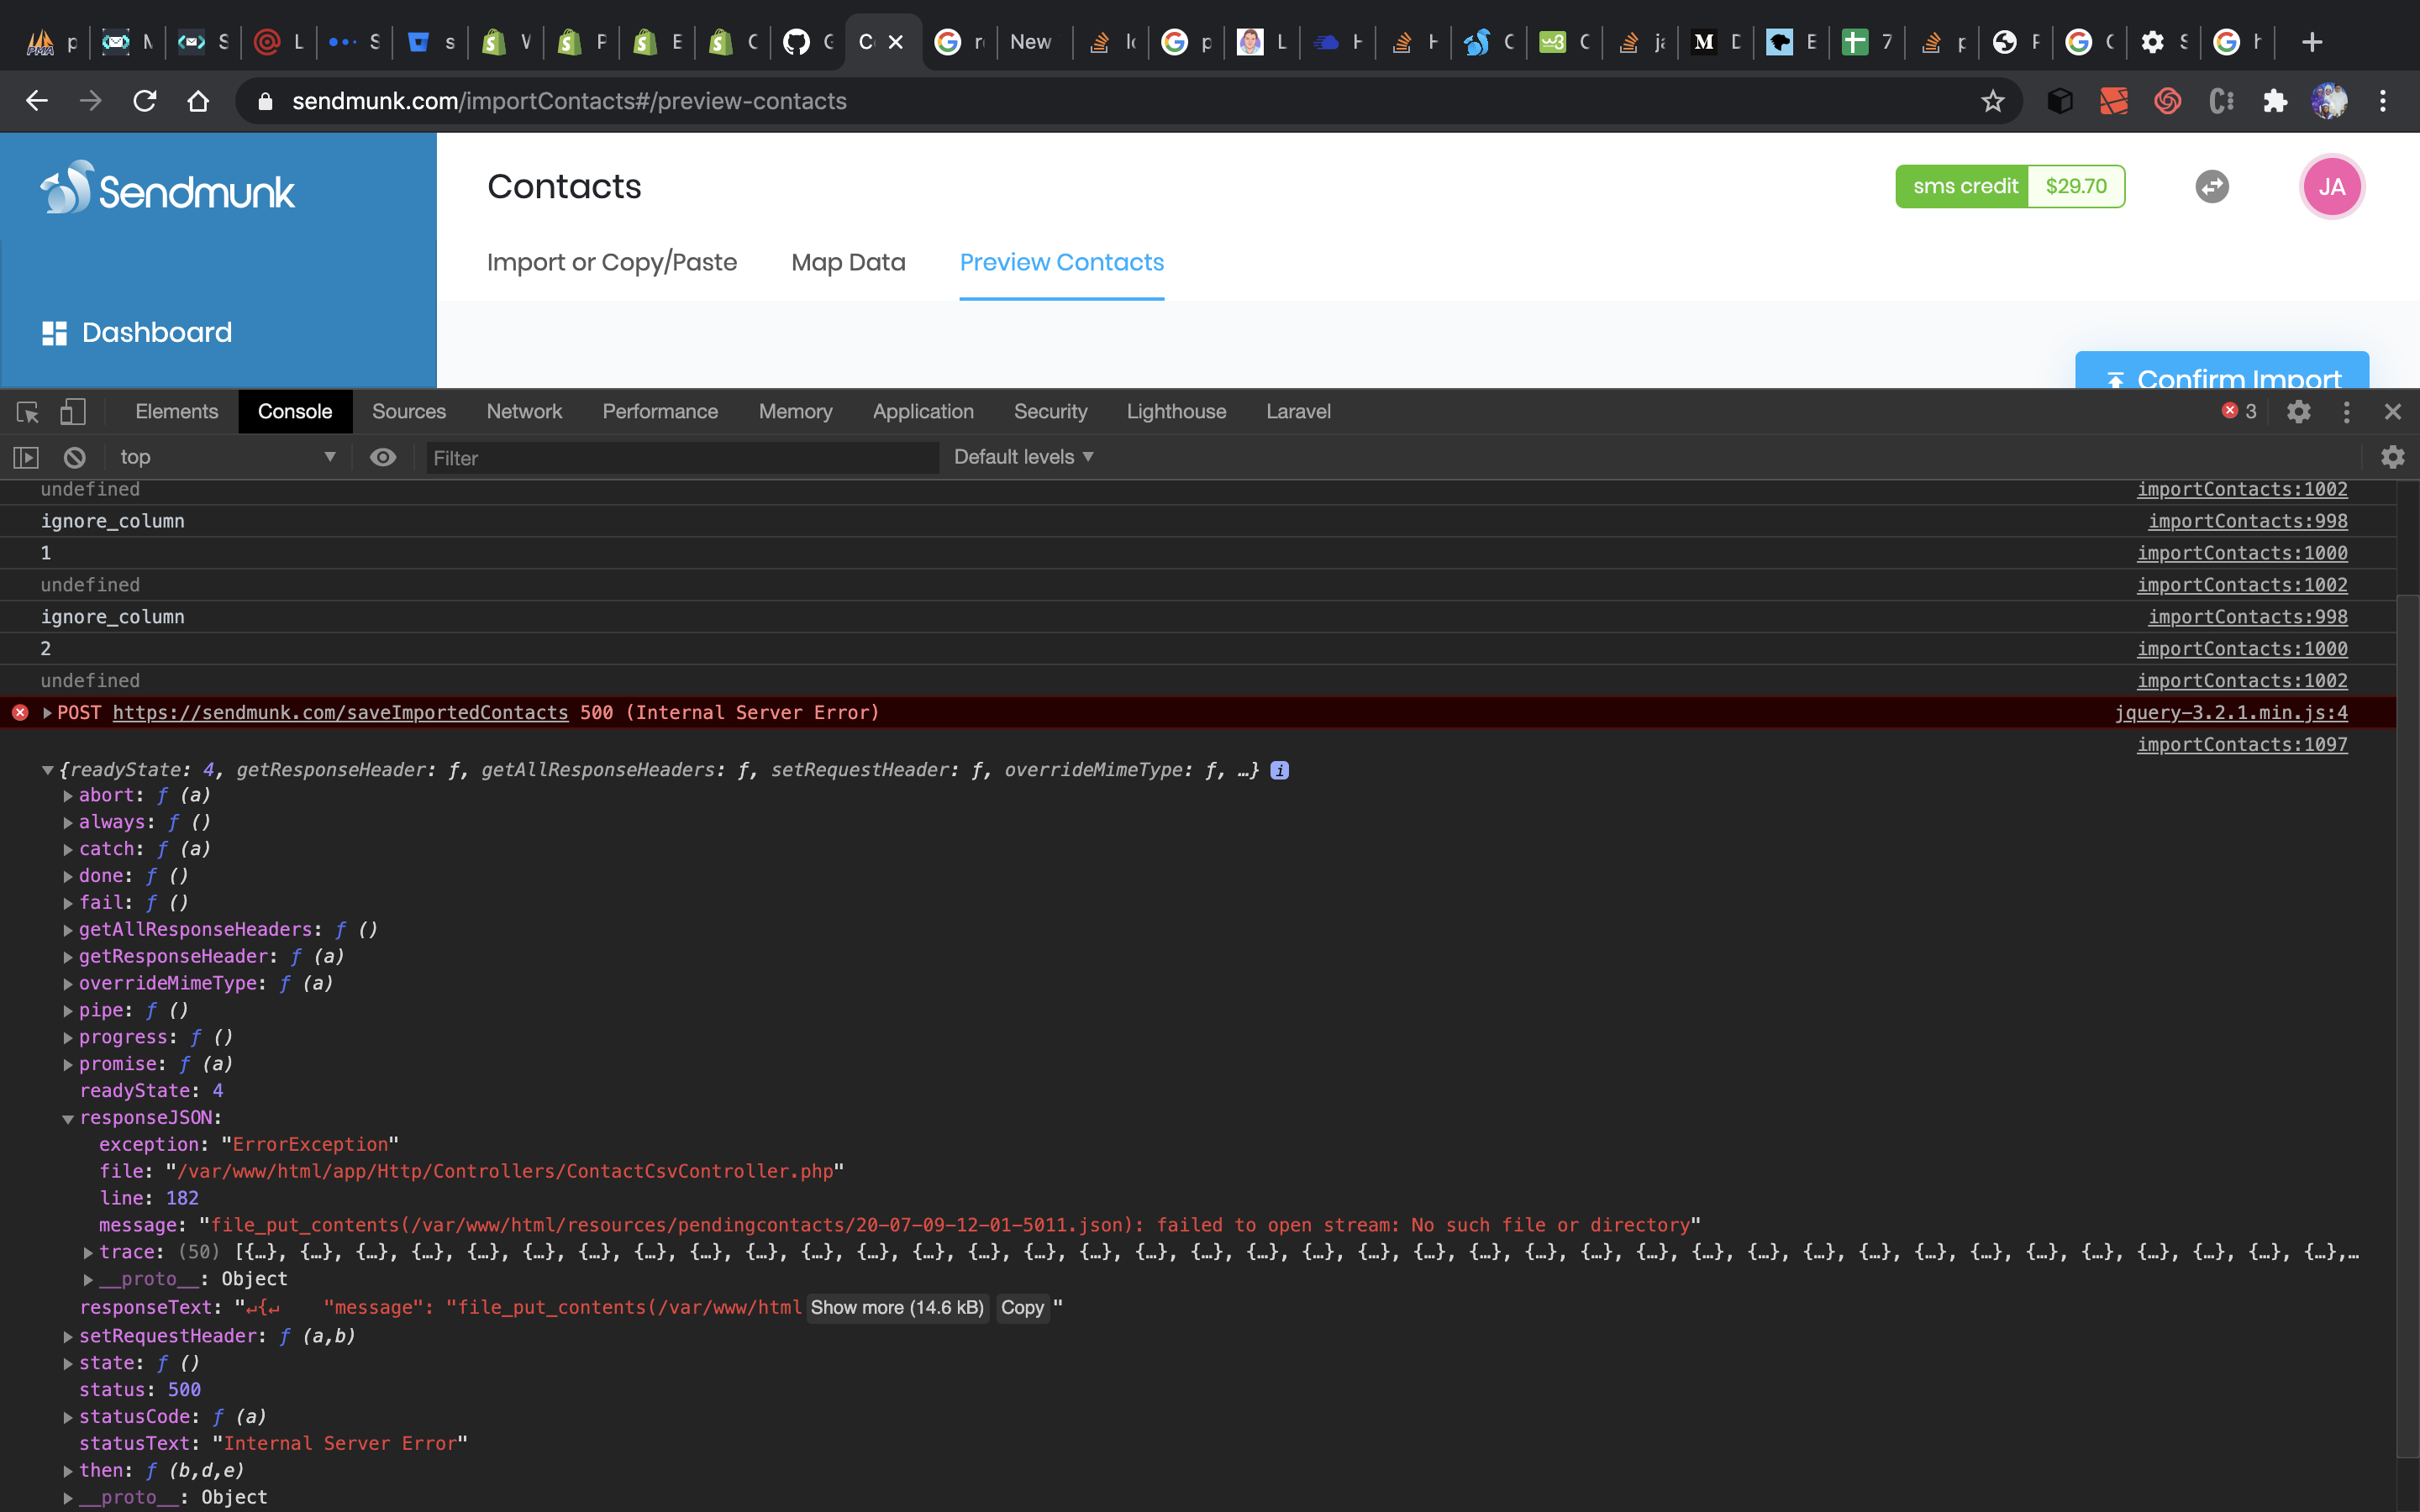 PMA p
M
S
L
S
s
V
P
E
C
G
C
r
New
lo
p
L
H
H
C
w3 C
ja
M D
E
7
p
F
C
S
h
sendmunk.com/importContacts#/preview-contacts
Sendmunk
Contacts
sms credit $29.70
JA
Import or Copy/Paste Map Data Preview Contacts
Dashboard
Confirm Import
Elements Console Sources Network Performance Memory Application Security Lighthouse Laravel 3
top Filter Default levels
undefined importContacts:1002
ignore_column importContacts:998
1 importContacts:1000
undefined importContacts:1002
ignore_column importContacts:998
2 importContacts:1000
undefined importContacts:1002
POST https://sendmunk.com/saveImportedContacts 500 (Internal Server Error) jquery-3.2.1.min.js:4
importContacts:1097
{readyState: 4, getResponseHeader: ƒ, getAllResponseHeaders: ƒ, setRequestHeader: ƒ, overrideMimeType: ƒ, …} i
abort: ƒ (a)
always: ƒ ()
catch: ƒ (a)
done: ƒ ()
fail: ƒ ()
getAllResponseHeaders: ƒ ()
getResponseHeader: ƒ (a)
overrideMimeType: ƒ (a)
pipe: ƒ ()
progress: ƒ ()
promise: ƒ (a)
readyState: 4
responseJSON:
exception: "ErrorException"
file: "/var/www/html/app/Http/Controllers/ContactCsvController.php"
line: 182
message: "file_put_contents(/var/www/html/resources/pendingcontacts/20-07-09-12-01-5011.json): failed to open stream: No such file or directory"
trace: (50) [{…}, {…}, {…}, {…}, {…}, {…}, {…}, {…}, {…}, {…}, {…}, {…}, {…}, {…}, {…}, {…}, {…}, {…}, {…}, {…}, {…}, {…}, {…}, {…}, {…}, {…}, {…}, {…}, {…}, {…}, {…}, {…}, {…}, {…}, {…}, {…}, {…}, {…},…
__proto__: Object
responseText: "↵{↵    "message": "file_put_contents(/var/www/html Show more (14.6 kB) Copy "
setRequestHeader: ƒ (a,b)
state: ƒ ()
status: 500
statusCode: ƒ (a)
statusText: "Internal Server Error"
then: ƒ (b,d,e)
__proto__: Object